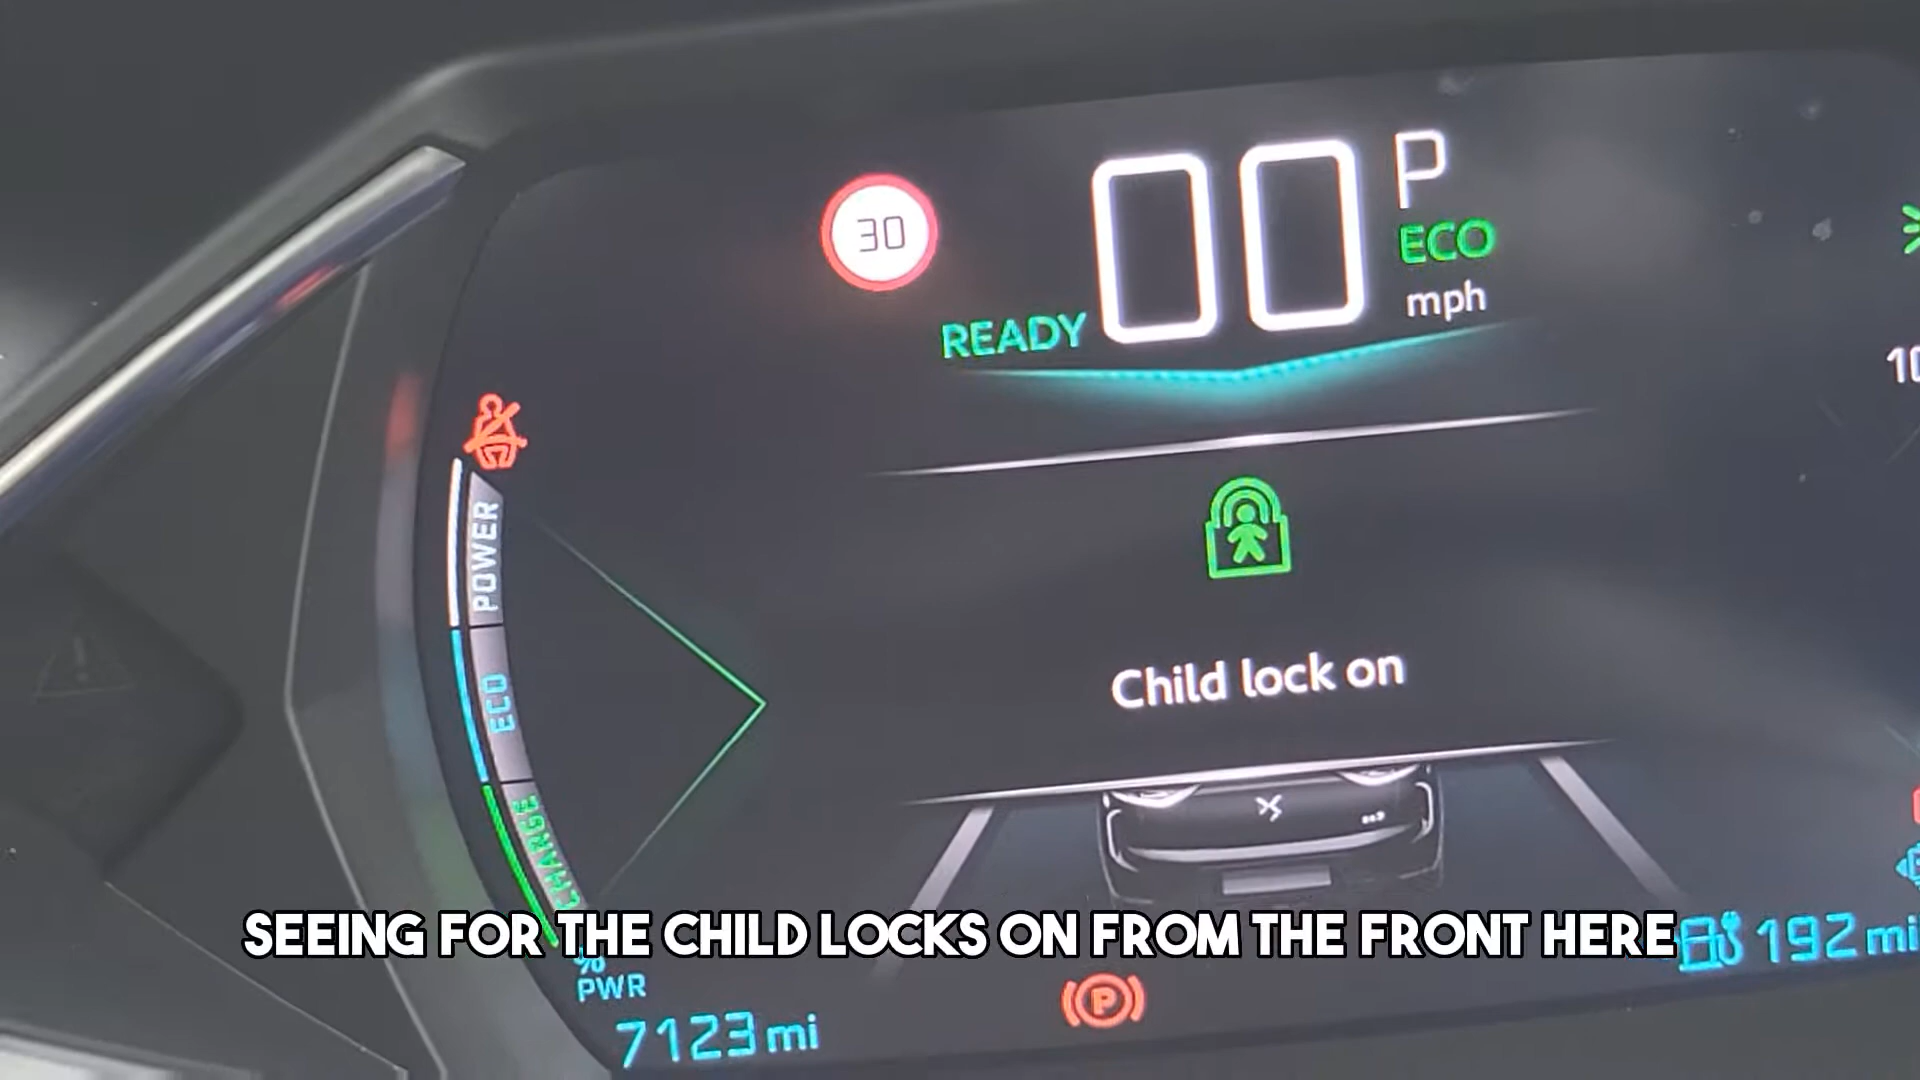 30
00
P
ECO
mph
READY
POWER
ECO
CHARGE
Child lock on
SEEING FOR THE CHILD LOCKS ON FROM THE FRONT HERE
192 mi
%
PWR
P
7123 mi